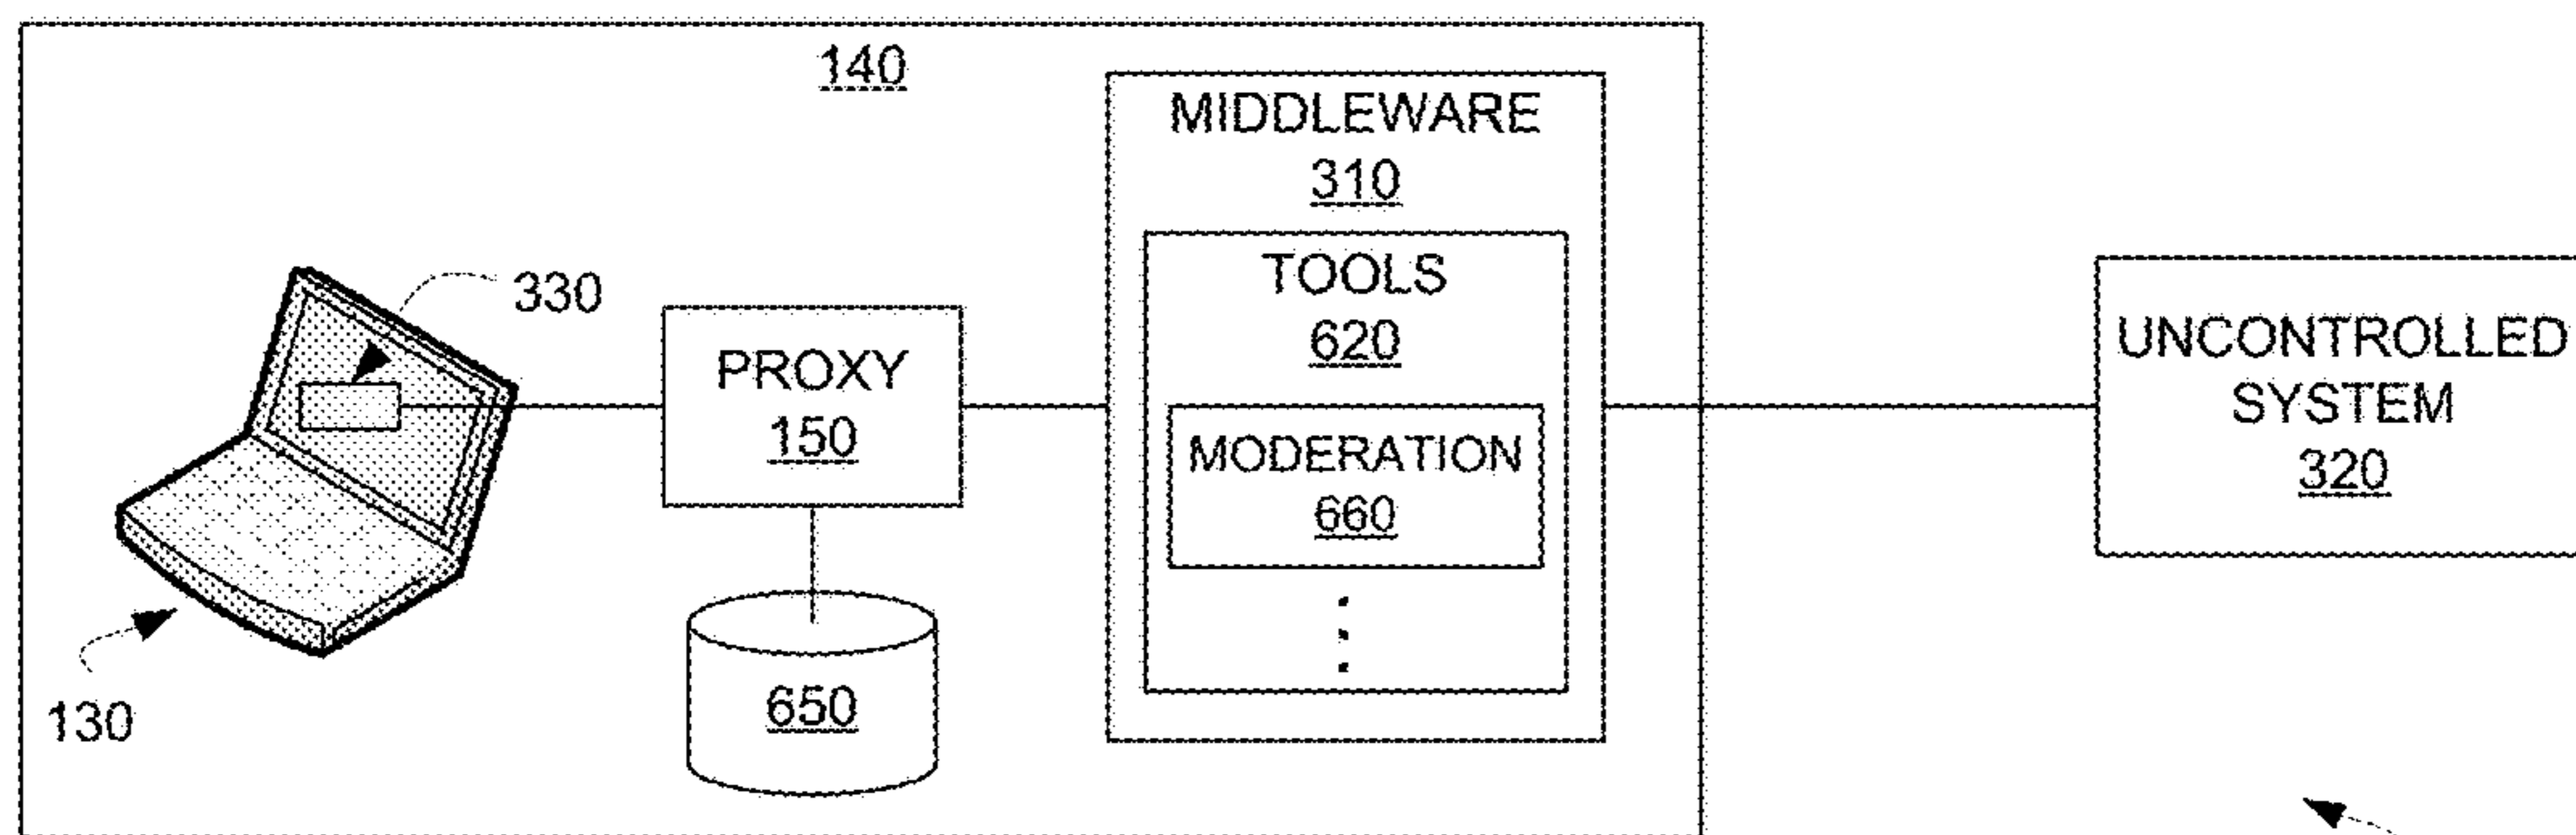 140
MIDDLEWARE
310
TOOLS
620
MODERATION
660
330
PROXY
150
650
130
UNCONTROLLED
SYSTEM
320